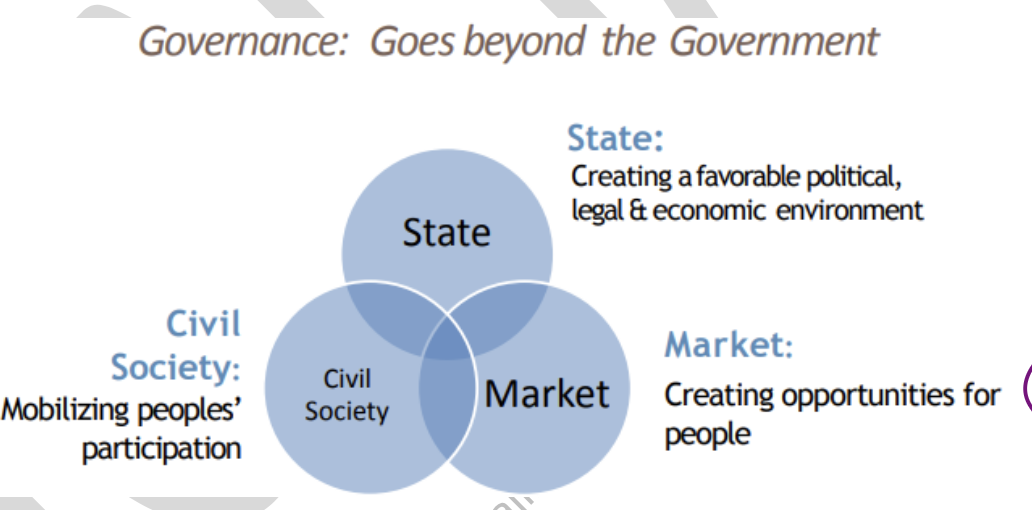 Governance: Goes beyond the Government
State:
Creating a favorable political,
legal & economic environment
State
Civil
Society:
Mobilizing peoples'
participation
Civil
Society
Market
Market:
Creating opportunities for
people